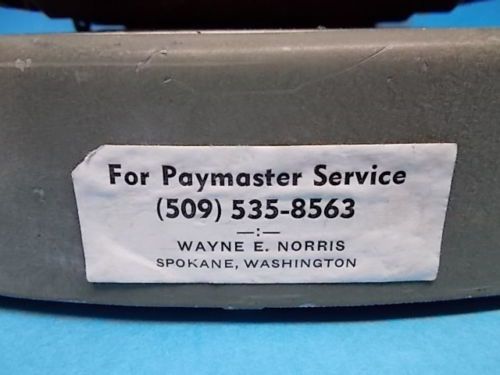 For Paymaster Service
(509) 535-8563
—:—
WAYNE E. NORRIS
SPOKANE, WASHINGTON